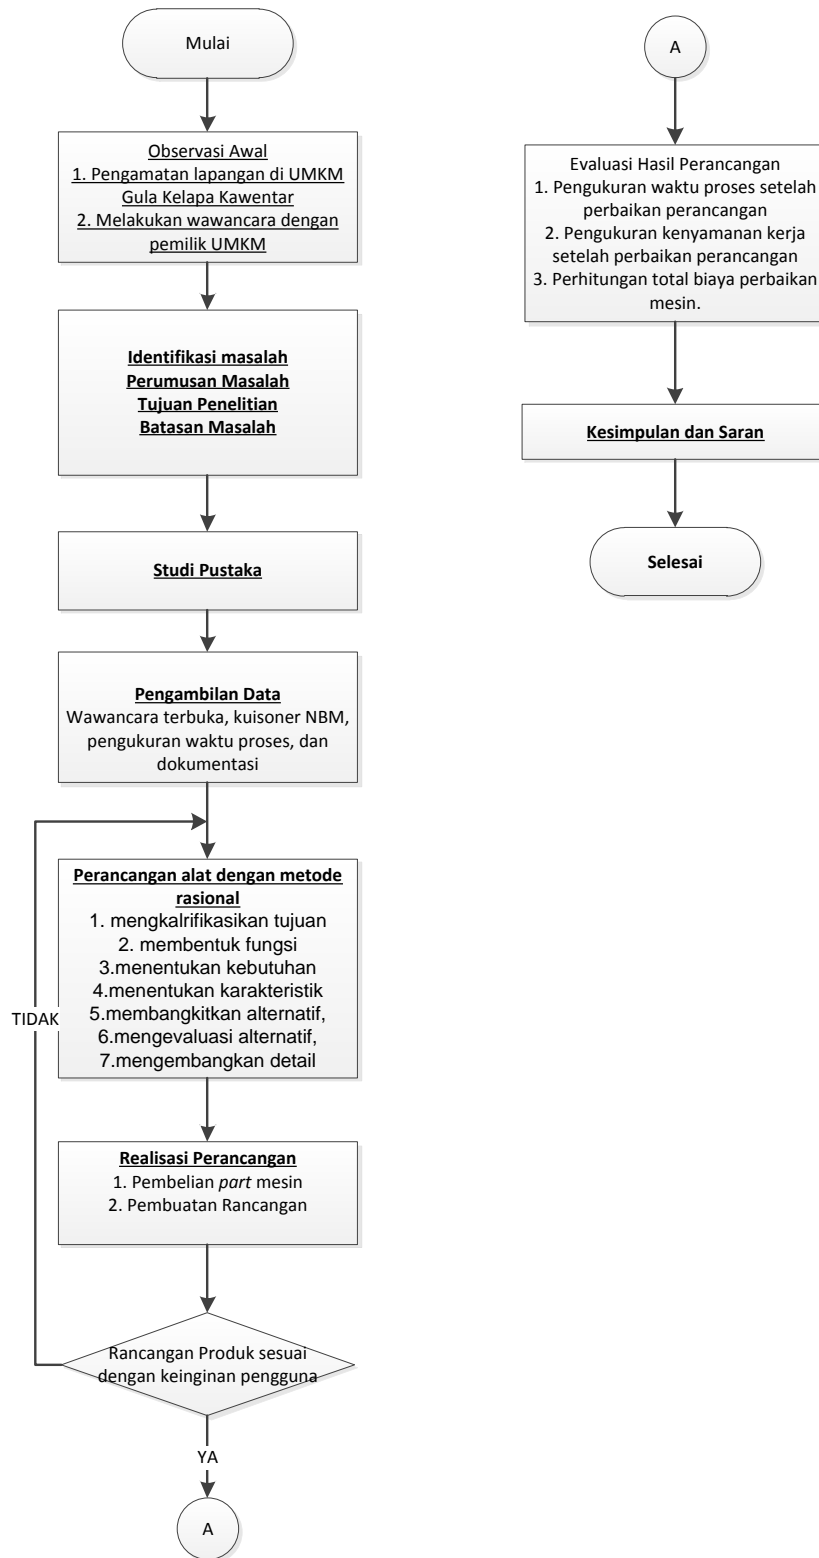 Mulai
Observasi Awal
1. Pengamatan lapangan di UMKM
Gula Kelapa Kawentar
2. Melakukan wawancara dengan
pemilik UMKM
Identifikasi masalah
Perumusan Masalah
Tujuan Penelitian
Batasan Masalah
Studi Pustaka
Pengambilan Data
Wawancara terbuka, kuisoner NBM,
pengukuran waktu proses, dan
dokumentasi
Perancangan alat dengan metode
rasional
1. mengkalrifikasikan tujuan
2. membentuk fungsi
3.menentukan kebutuhan
4.menentukan karakteristik
5.membangkitkan alternatif,
6.mengevaluasi alternatif,
7.mengembangkan detail
TIDAK
Realisasi Perancangan
1. Pembelian part mesin
2. Pembuatan Rancangan
Rancangan Produk sesuai
dengan keinginan pengguna
YA
A
A
Evaluasi Hasil Perancangan
1. Pengukuran waktu proses setelah
perbaikan perancangan
2. Pengukuran kenyamanan kerja
setelah perbaikan perancangan
3. Perhitungan total biaya perbaikan
mesin.
Kesimpulan dan Saran
Selesai